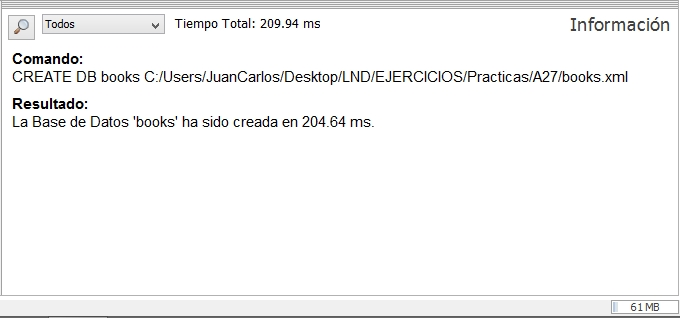 Todos
Tiempo Total: 209.94 ms
Información
Comando:
CREATE DB books C:/Users/JuanCarlos/Desktop/LND/EJERCICIOS/Practicas/A27/books.xml
Resultado:
La Base de Datos 'books' ha sido creada en 204.64 ms.
61 MB